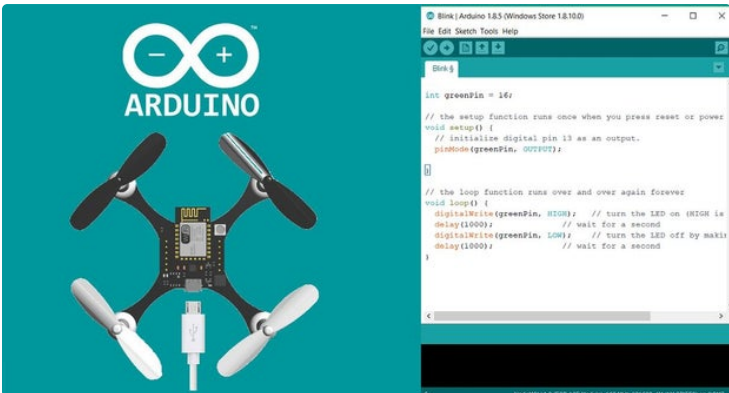 ARDUINO
TM
Blink | Arduino 1.8.5 (Windows Store 1.8.10.0)
File Edit Sketch Tools Help
Blink §
int greenPin = 16;
// the setup function runs once when you press reset or power
void setup() {
// initialize digital pin 13 as an output.
pinMode(greenPin, OUTPUT);
}
// the loop function runs over and over again forever
void loop() {
digitalWrite(greenPin, HIGH); // turn the LED on (HIGH is
delay(1000); // wait for a second
digitalWrite(greenPin, LOW); // turn the LED off by makin
delay(1000); // wait for a second
}